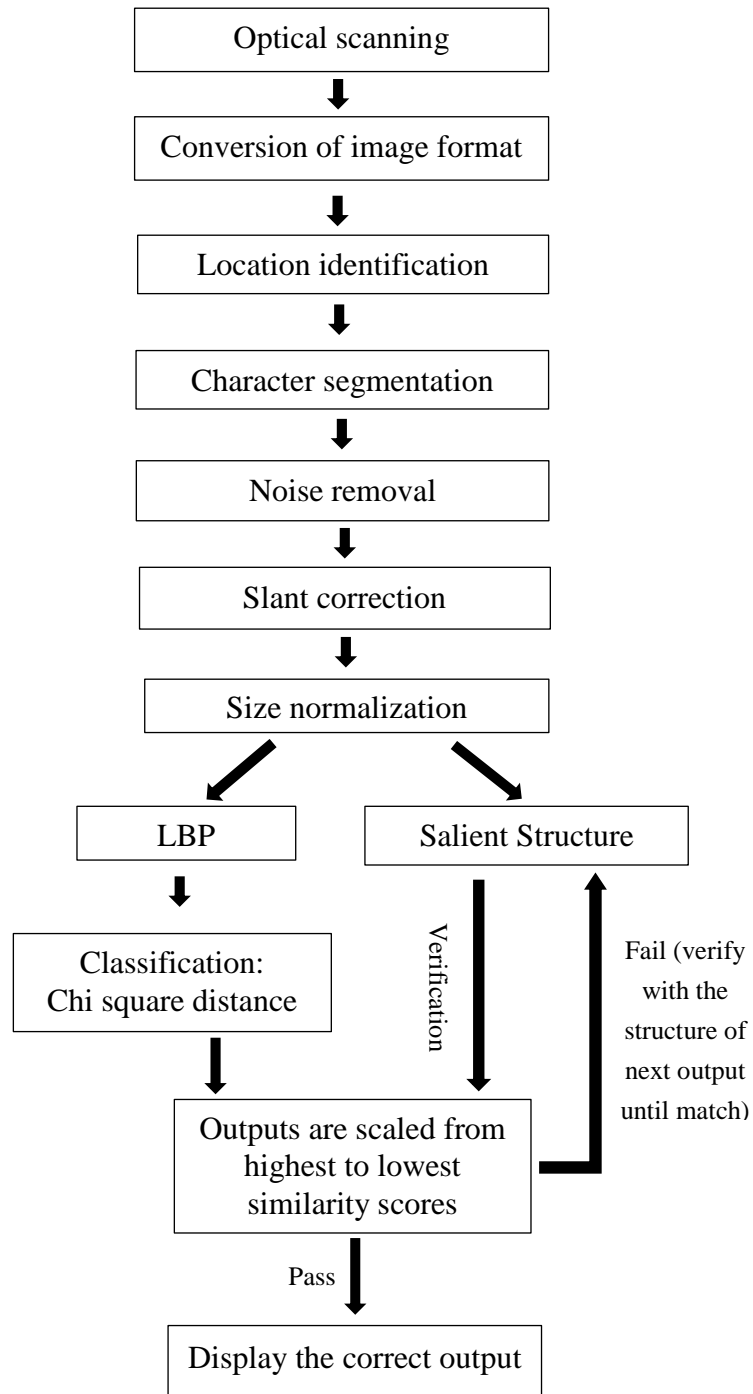 Optical scanning
Conversion of image format
Location identification
Character segmentation
Noise removal
Slant correction
Size normalization
LBP
Salient Structure
Classification:
Chi square distance
Verification
Fail (verify
with the
structure of
next output
until match)
Outputs are scaled from
highest to lowest
similarity scores
Pass
Display the correct output